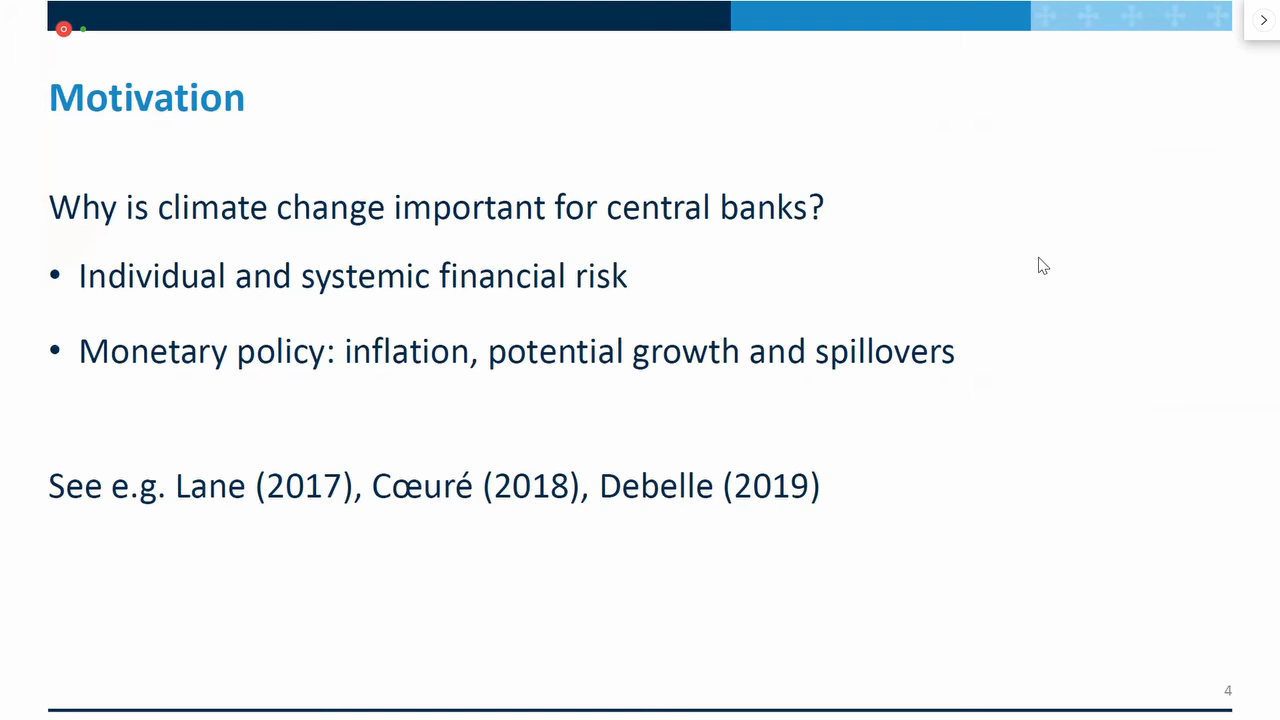 Motivation
Why is climate change important for central banks?
• Individual and systemic financial risk
• Monetary policy: inflation, potential growth and spillovers
See e.g. Lane (2017), Cœuré (2018), Debelle (2019)
4